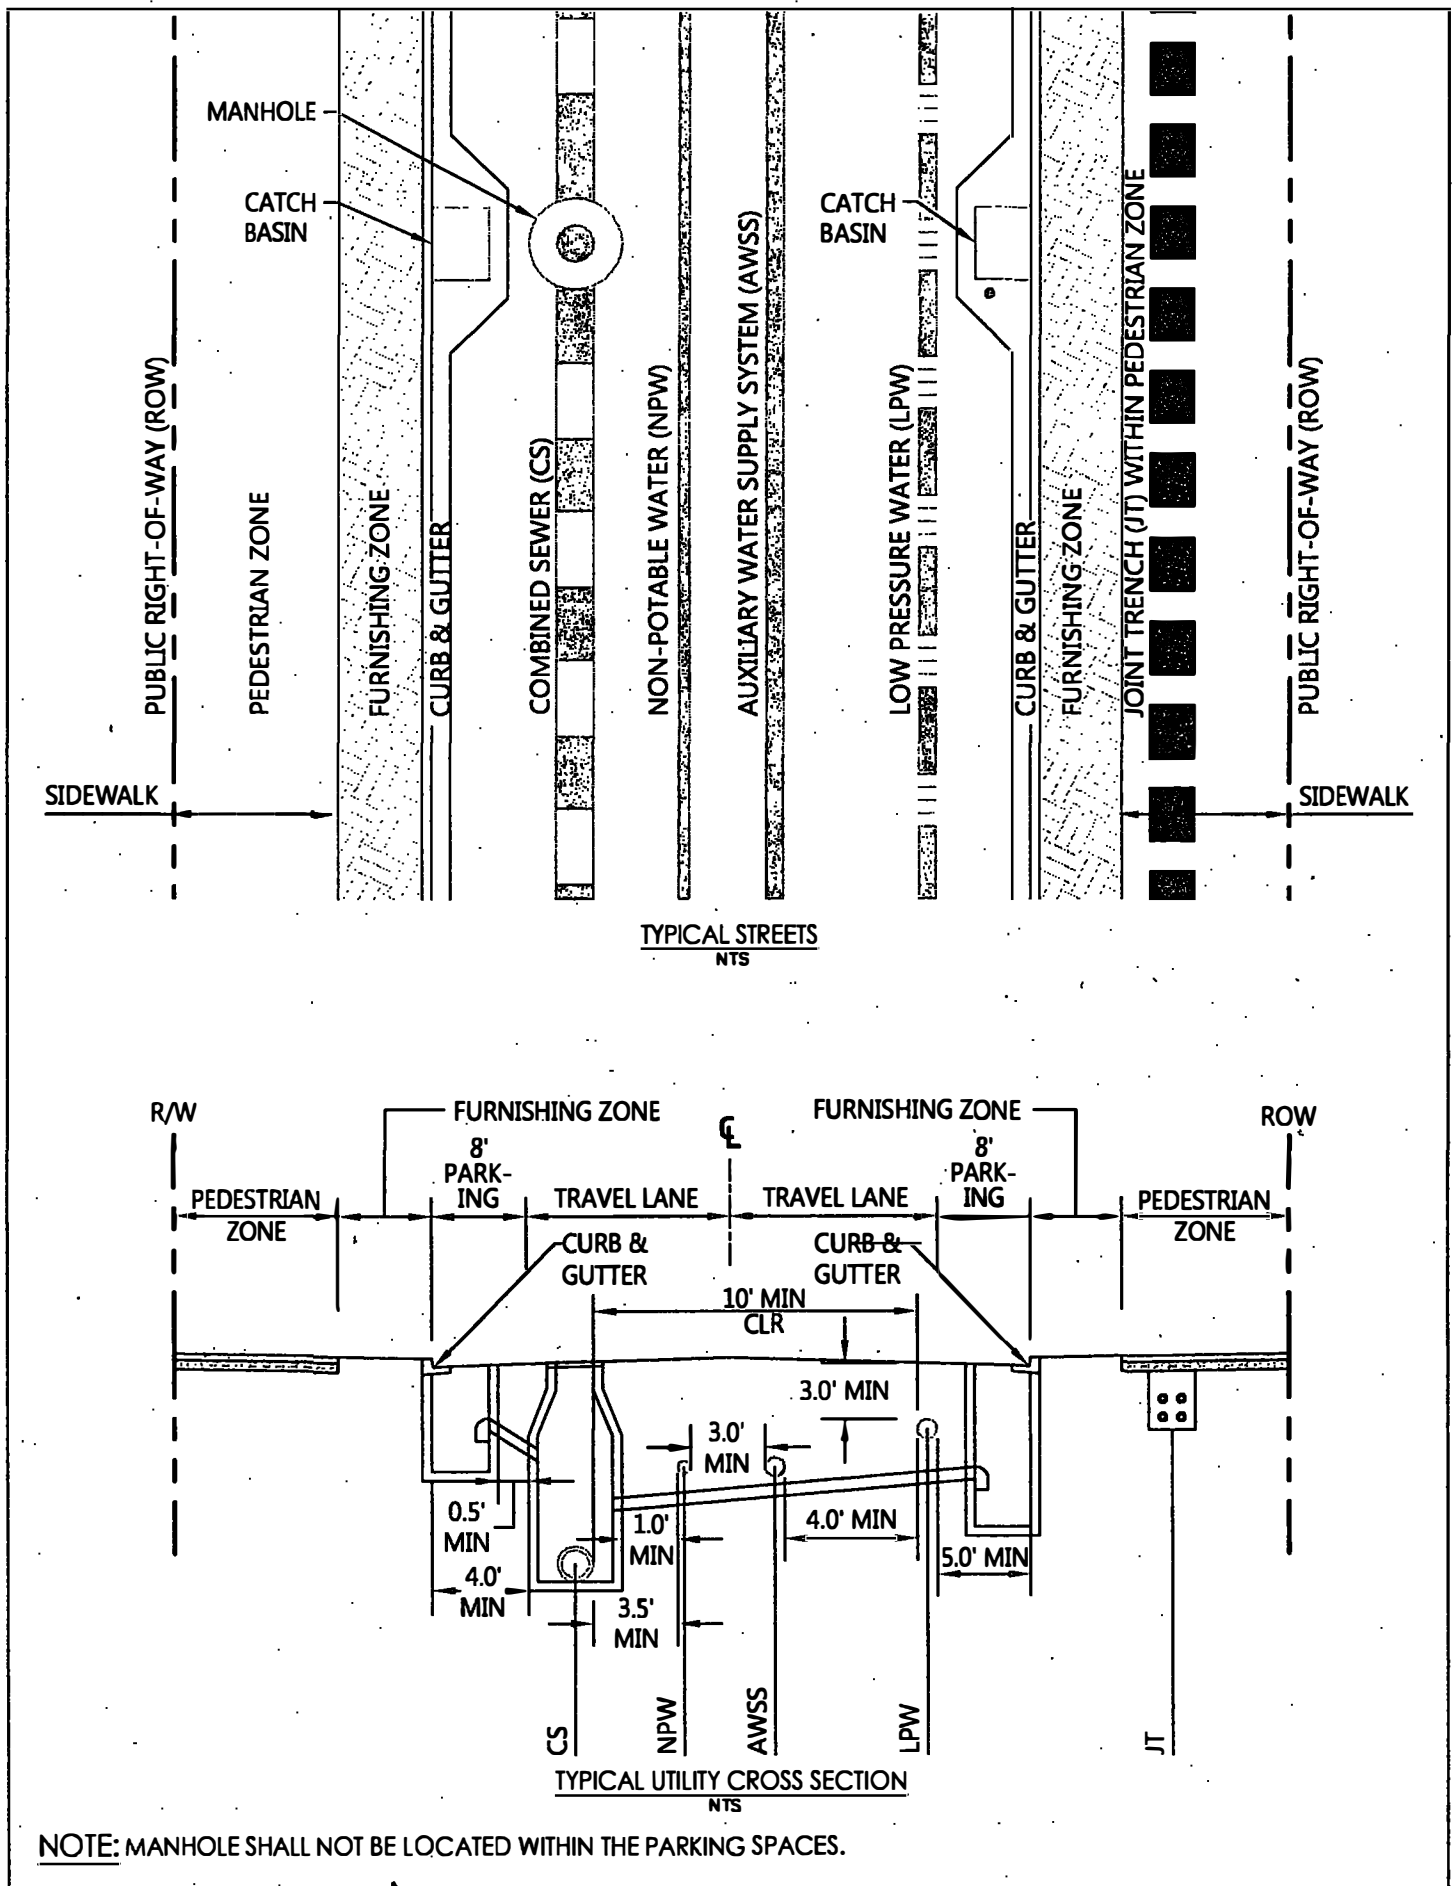 MANHOLE
CATCH
BASIN
CATCH
BASIN
PUBLIC RIGHT-OF-WAY (ROW)
PEDESTRIAN ZONE
FURNISHING ZONE
CURB & GUTTER
COMBINED SEWER (CS)
NON-POTABLE WATER (NPW)
AUXILIARY WATER SUPPLY SYSTEM (AWSS)
LOW PRESSURE WATER (LPW)
CURB & GUTTER
FURNISHING ZONE
JOINT TRENCH (JT) WITHIN PEDESTRIAN ZONE
PUBLIC RIGHT-OF-WAY (ROW)
SIDEWALK
SIDEWALK
TYPICAL STREETS
NTS
R/W
FURNISHING ZONE
℄
FURNISHING ZONE
ROW
PEDESTRIAN
ZONE
8'
PARK-
ING
TRAVEL LANE
TRAVEL LANE
8'
PARK-
ING
PEDESTRIAN
ZONE
CURB &
GUTTER
CURB &
GUTTER
10' MIN
CLR
3.0' MIN
3.0'
MIN
0.5'
MIN
1.0'
MIN
4.0' MIN
5.0' MIN
4.0'
MIN
3.5'
MIN
CS
NPW
AWSS
LPW
JT
TYPICAL UTILITY CROSS SECTION
NTS
NOTE: MANHOLE SHALL NOT BE LOCATED WITHIN THE PARKING SPACES.